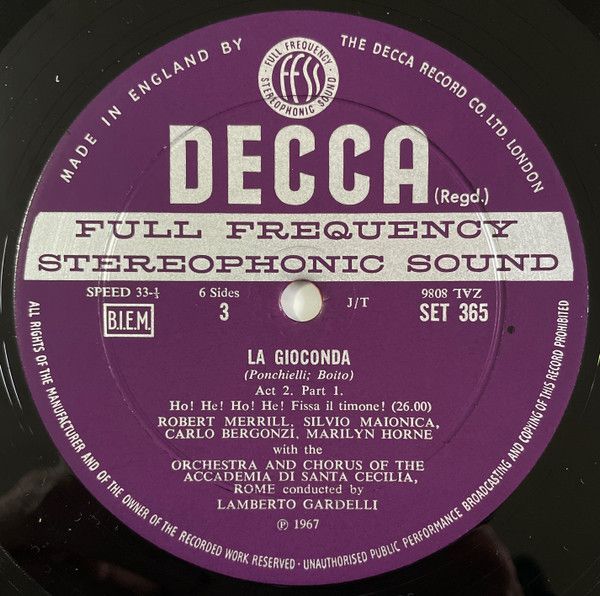 MADE IN ENGLAND BY
FULL FREQUENCY
ffss
STEREOPHONIC SOUND
THE DECCA RECORD CO. LTD. LONDON
DECCA (Regd.)
FULL FREQUENCY
STEREOPHONIC SOUND
SPEED 33-⅓
B.I.E.M.
6 Sides
3
J/T
ZAL 8086
SET 365
LA GIOCONDA
(Ponchielli; Boito)
Act 2. Part 1.
Ho! He! Ho! He! Fissa il timone! (26.00)
ROBERT MERRILL, SILVIO MAIONICA,
CARLO BERGONZI, MARILYN HORNE
with the
ORCHESTRA AND CHORUS OF THE
ACCADEMIA DI SANTA CECILIA,
ROME conducted by
LAMBERTO GARDELLI
℗ 1967
ALL RIGHTS OF THE MANUFACTURER AND OF THE OWNER OF THE RECORDED WORK RESERVED · UNAUTHORISED PUBLIC PERFORMANCE BROADCASTING AND COPYING OF THIS RECORD PROHIBITED